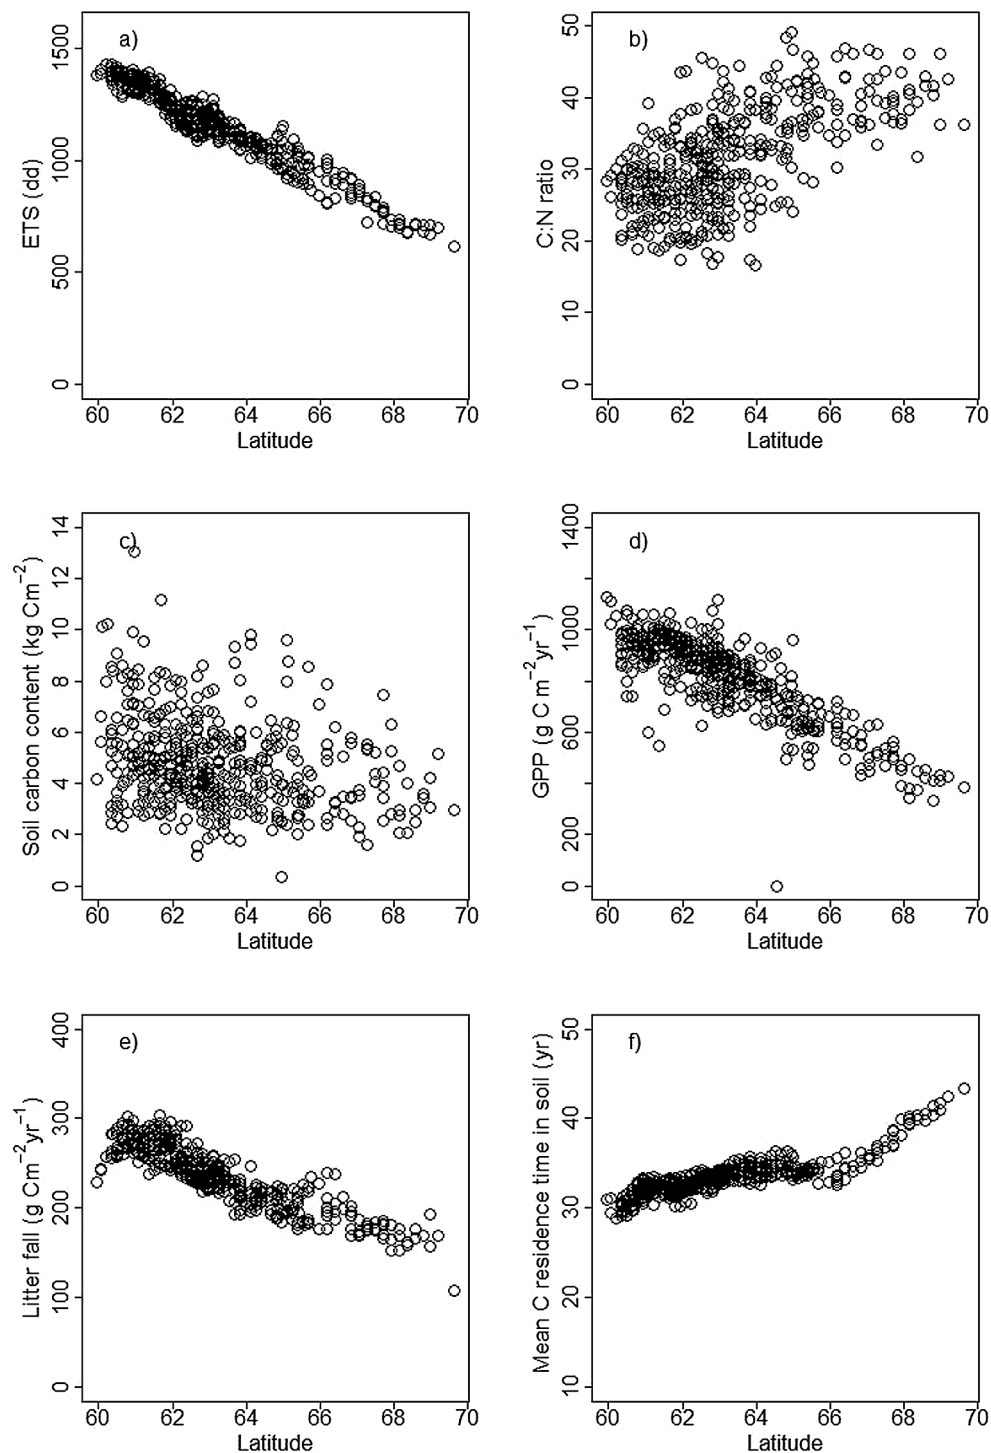 a)
ETS (dd)
0 500 1000 1500
60 62 64 66 68 70
Latitude
b)
C:N ratio
0 10 20 30 40 50
60 62 64 66 68 70
Latitude
c)
Soil carbon content (kg Cm−2)
0 2 4 6 8 10 12 14
60 62 64 66 68 70
Latitude
d)
GPP (g C m−2 yr−1)
0 200 600 1000 1400
60 62 64 66 68 70
Latitude
e)
Litter fall (g Cm−2yr−1)
0 100 200 300 400
60 62 64 66 68 70
Latitude
f)
Mean C residence time in soil (yr)
10 20 30 40 50
60 62 64 66 68 70
Latitude